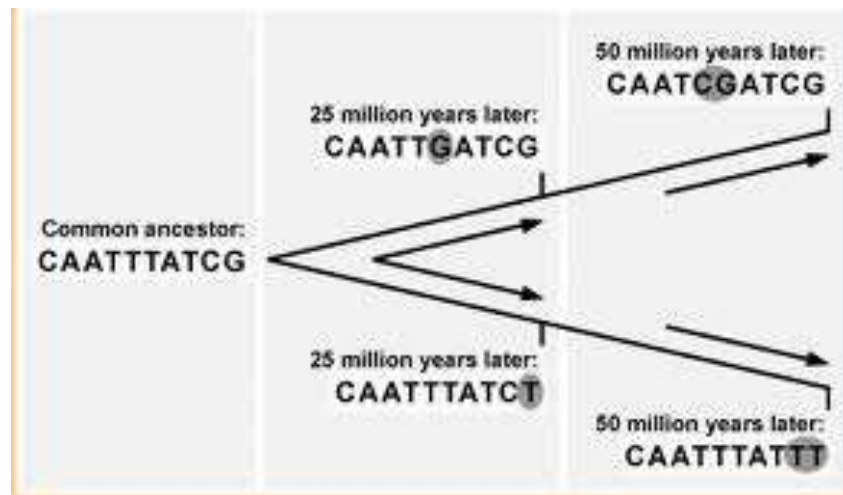 Common ancestor:
CAATTTATCG
25 million years later:
CAATTGATCG
25 million years later:
CAATTTATCT
50 million years later:
CAATCGATCG
50 million years later:
CAATTTATTT